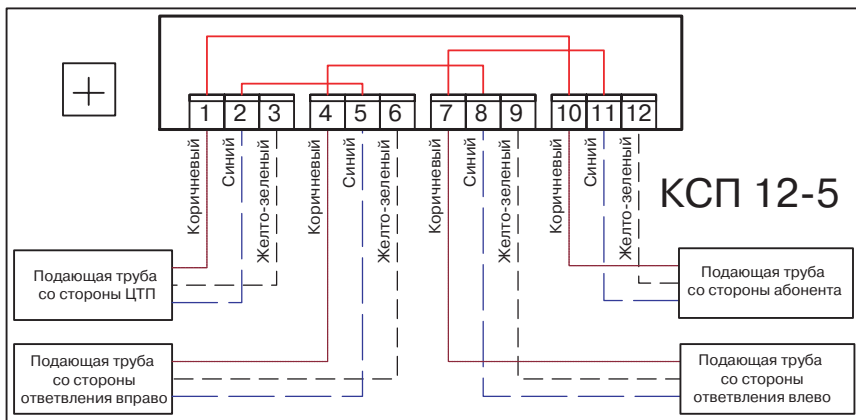 1 2 3 4 5 6 7 8 9 10 11 12
Коричневый
Синий
Желто-зеленый
Коричневый
Синий
Желто-зеленый
Коричневый
Синий
Желто-зеленый
Коричневый
Синий
Желто-зеленый
КСП 12-5
Подающая труба
со стороны ЦТП
Подающая труба
со стороны абонента
Подающая труба
со стороны
ответвления вправо
Подающая труба
со стороны
ответвления влево